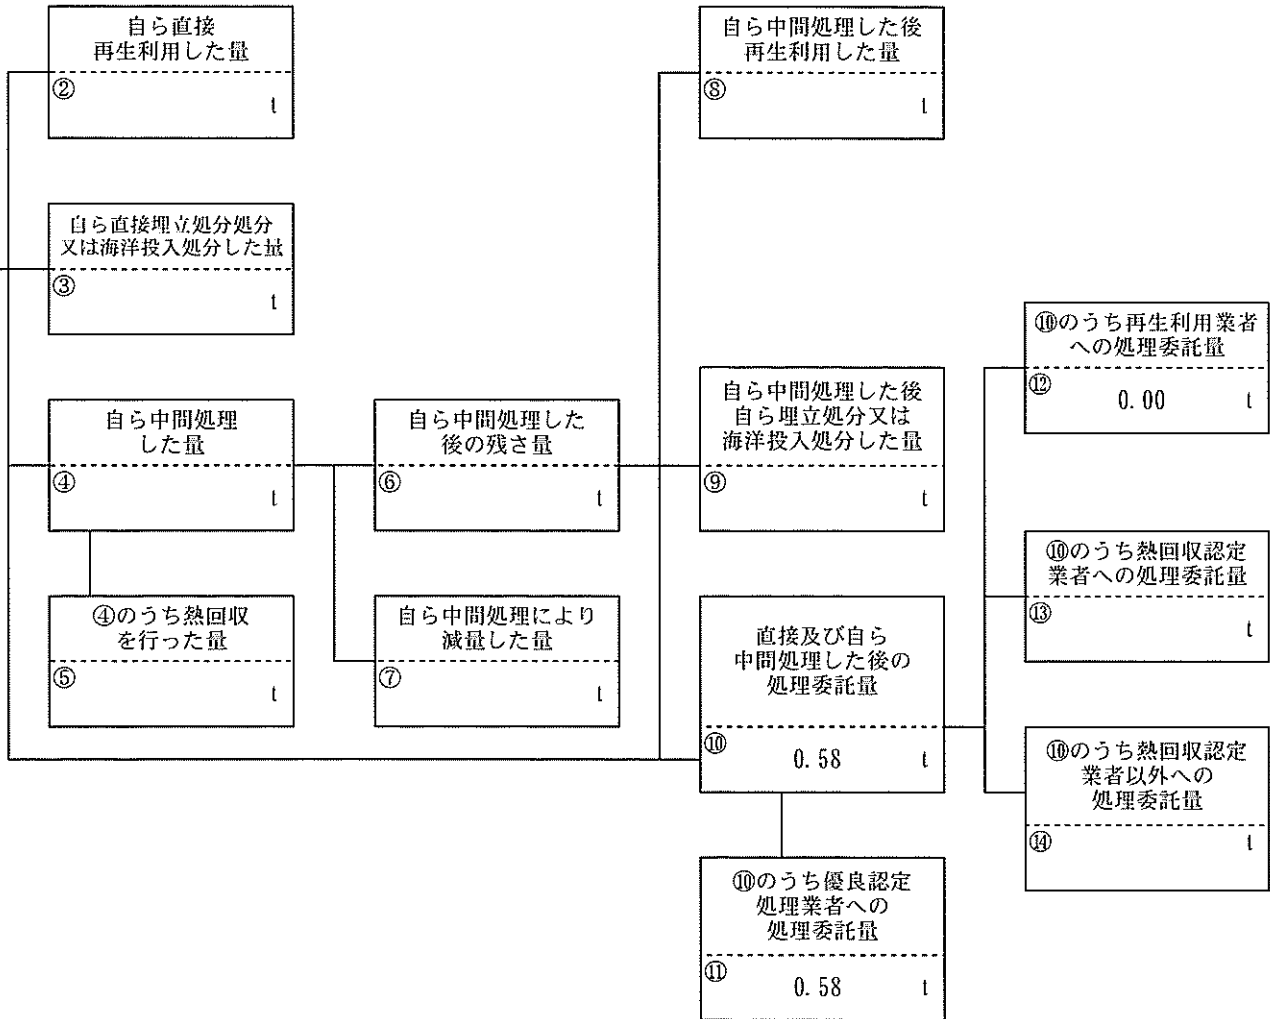 自ら直接
再生利用した量
②
t
自ら中間処理した後
再生利用した量
⑧
t
自ら直接埋立処分処分
又は海洋投入処分した量
③
t
⑩のうち再生利用業者
への処理委託量
⑫
0.00 t
自ら中間処理
した量
④
t
自ら中間処理した
後の残さ量
⑥
t
自ら中間処理した後
自ら埋立処分又は
海洋投入処分した量
⑨
t
⑩のうち熱回収認定
業者への処理委託量
⑬
t
④のうち熱回収
を行った量
⑤
t
自ら中間処理により
減量した量
⑦
t
直接及び自ら
中間処理した後の
処理委託量
⑩
0.58 t
⑩のうち熱回収認定
業者以外への
処理委託量
⑭
t
⑩のうち優良認定
処理業者への
処理委託量
⑪
0.58 t